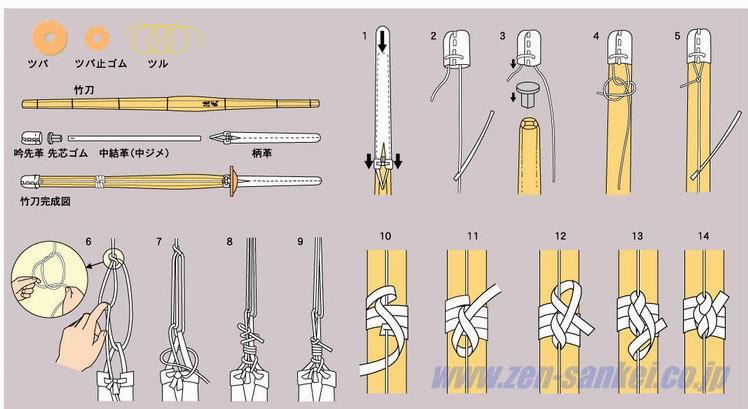 ツバ ツバ止ゴム ツル
竹刀
吟先革 先芯ゴム 中結革(中ジメ) 柄革
竹刀完成図
1 2 3 4 5
6 7 8 9
10 11 12 13 14
www.zen-sankei.co.jp